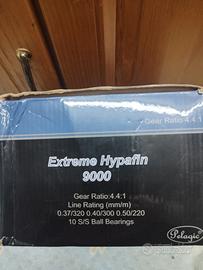 Gear Ratio:4.4:1
Extreme Hypafin
9000
Gear Ratio:4.4:1
Line Rating (mm/m)
0.37/320 0.40/300 0.50/220
10 S/S Ball Bearings
Pelagic